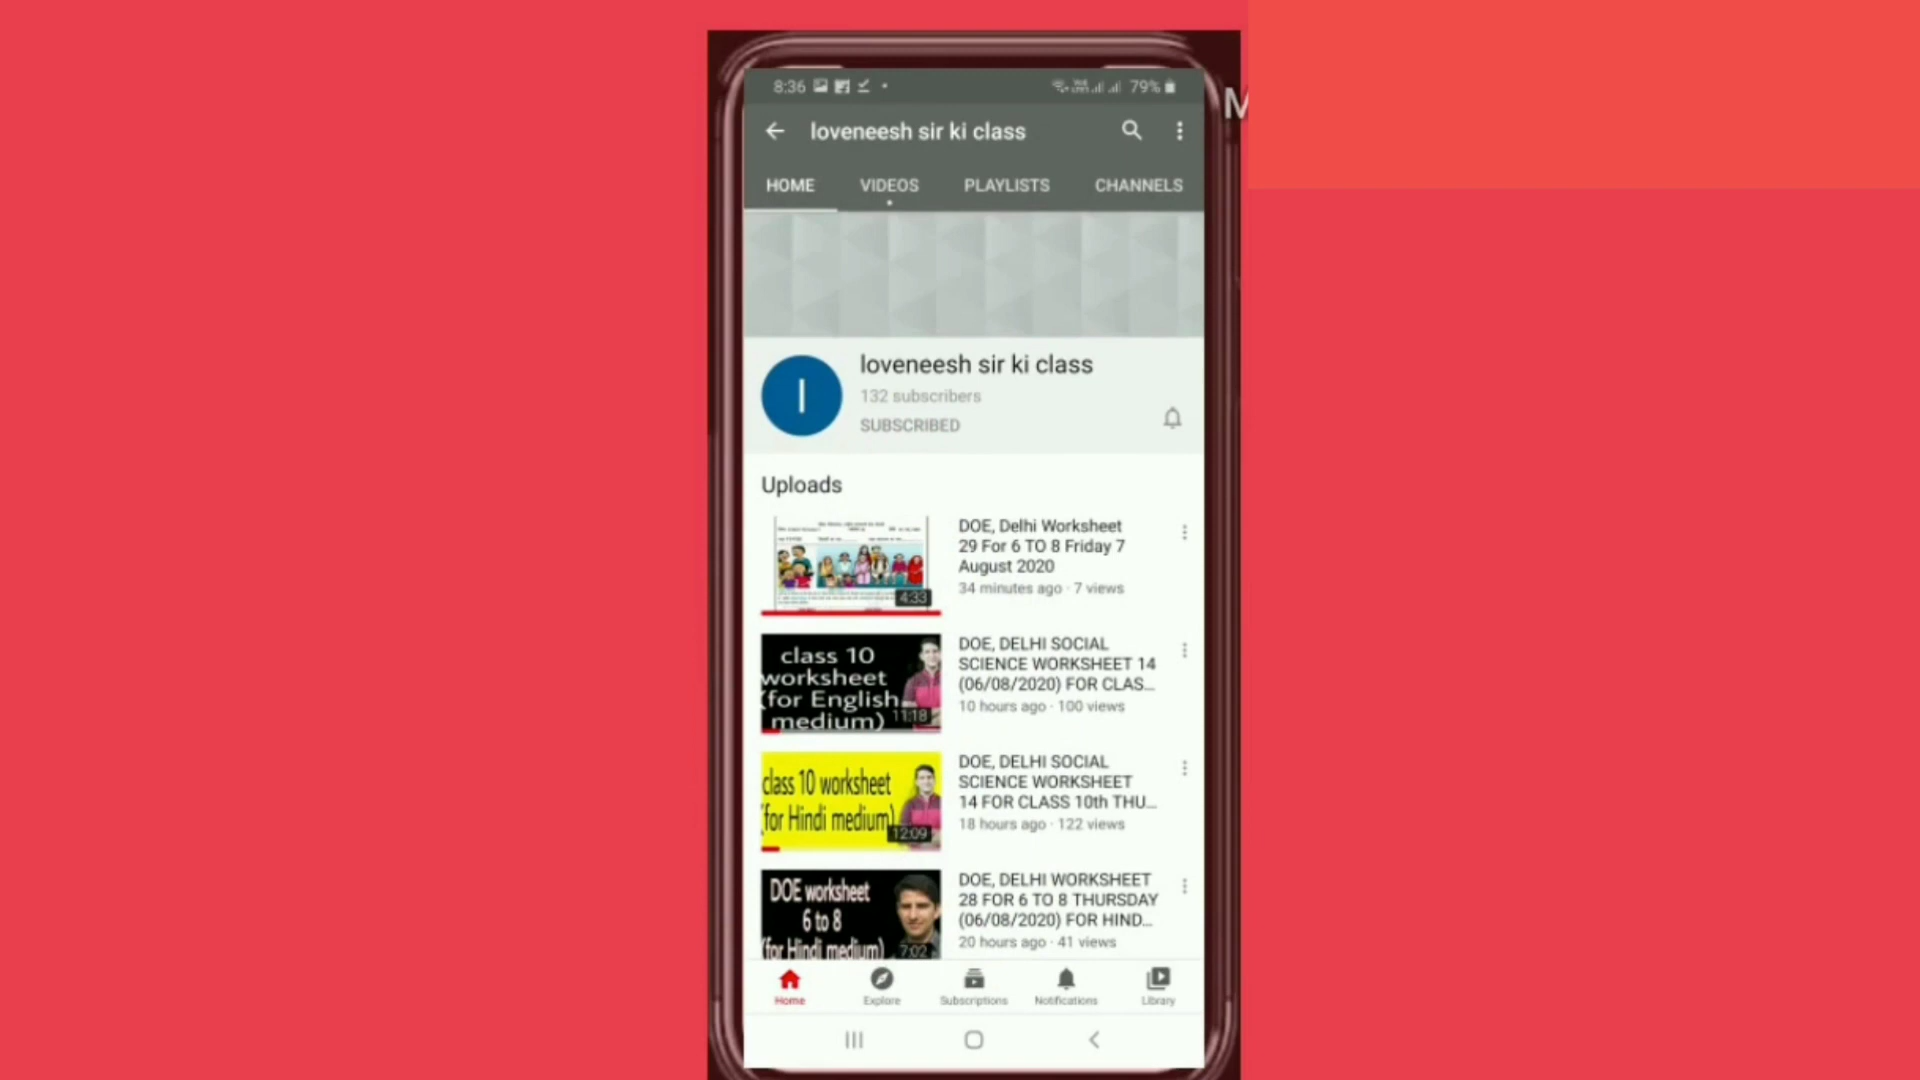 8:36
79%
M
loveneesh sir ki class
HOME VIDEOS PLAYLISTS CHANNELS
l
loveneesh sir ki class
132 subscribers
SUBSCRIBED
Uploads
4:33
DOE, Delhi Worksheet
29 For 6 TO 8 Friday 7
August 2020
34 minutes ago · 7 views
class 10
worksheet
(for English
medium)
11:18
DOE, DELHI SOCIAL
SCIENCE WORKSHEET 14
(06/08/2020) FOR CLAS...
10 hours ago · 100 views
class 10 worksheet
(for Hindi medium)
12:09
DOE, DELHI SOCIAL
SCIENCE WORKSHEET
14 FOR CLASS 10th THU...
18 hours ago · 122 views
DOE worksheet
6 to 8
(for Hindi medium)
7:02
DOE, DELHI WORKSHEET
28 FOR 6 TO 8 THURSDAY
(06/08/2020) FOR HIND...
20 hours ago · 41 views
Home Explore Subscriptions Notifications Library